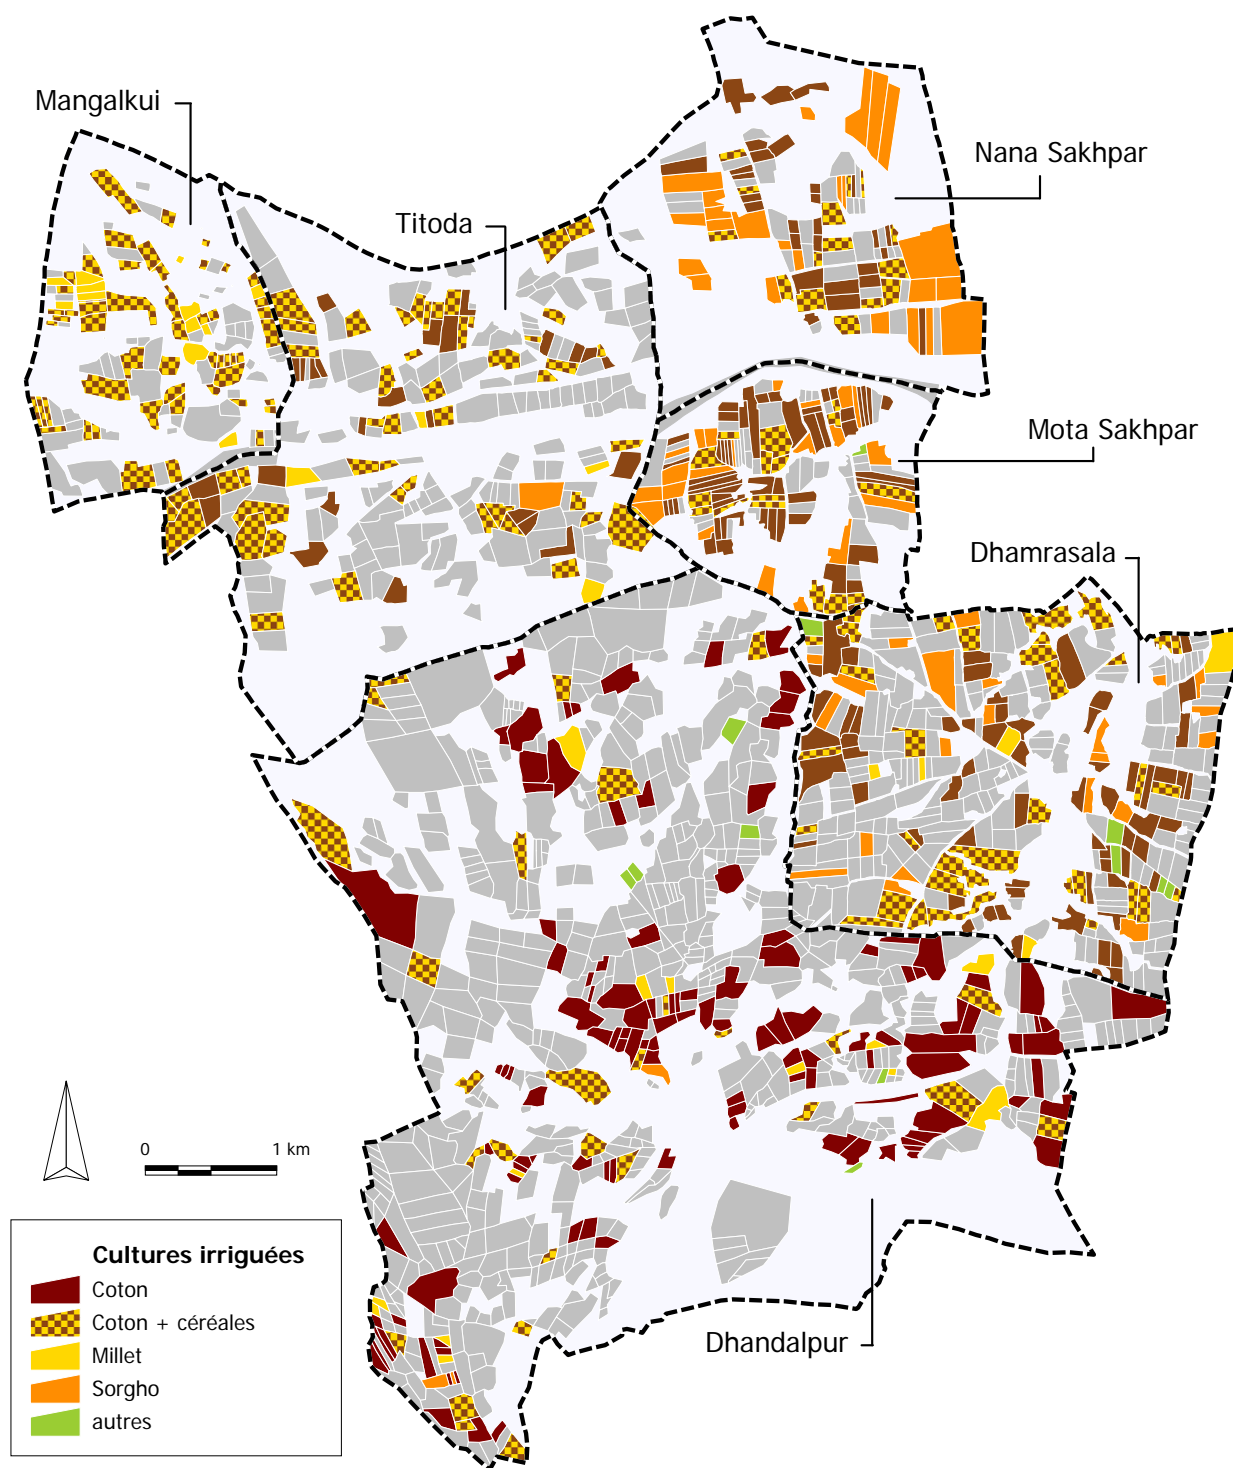 Mangalkui
Nana Sakhpar
Titoda
Mota Sakhpar
Dhamrasala
0 1 km
Cultures irriguées
Coton
Coton + céréales
Millet
Sorgho
autres
Dhandalpur